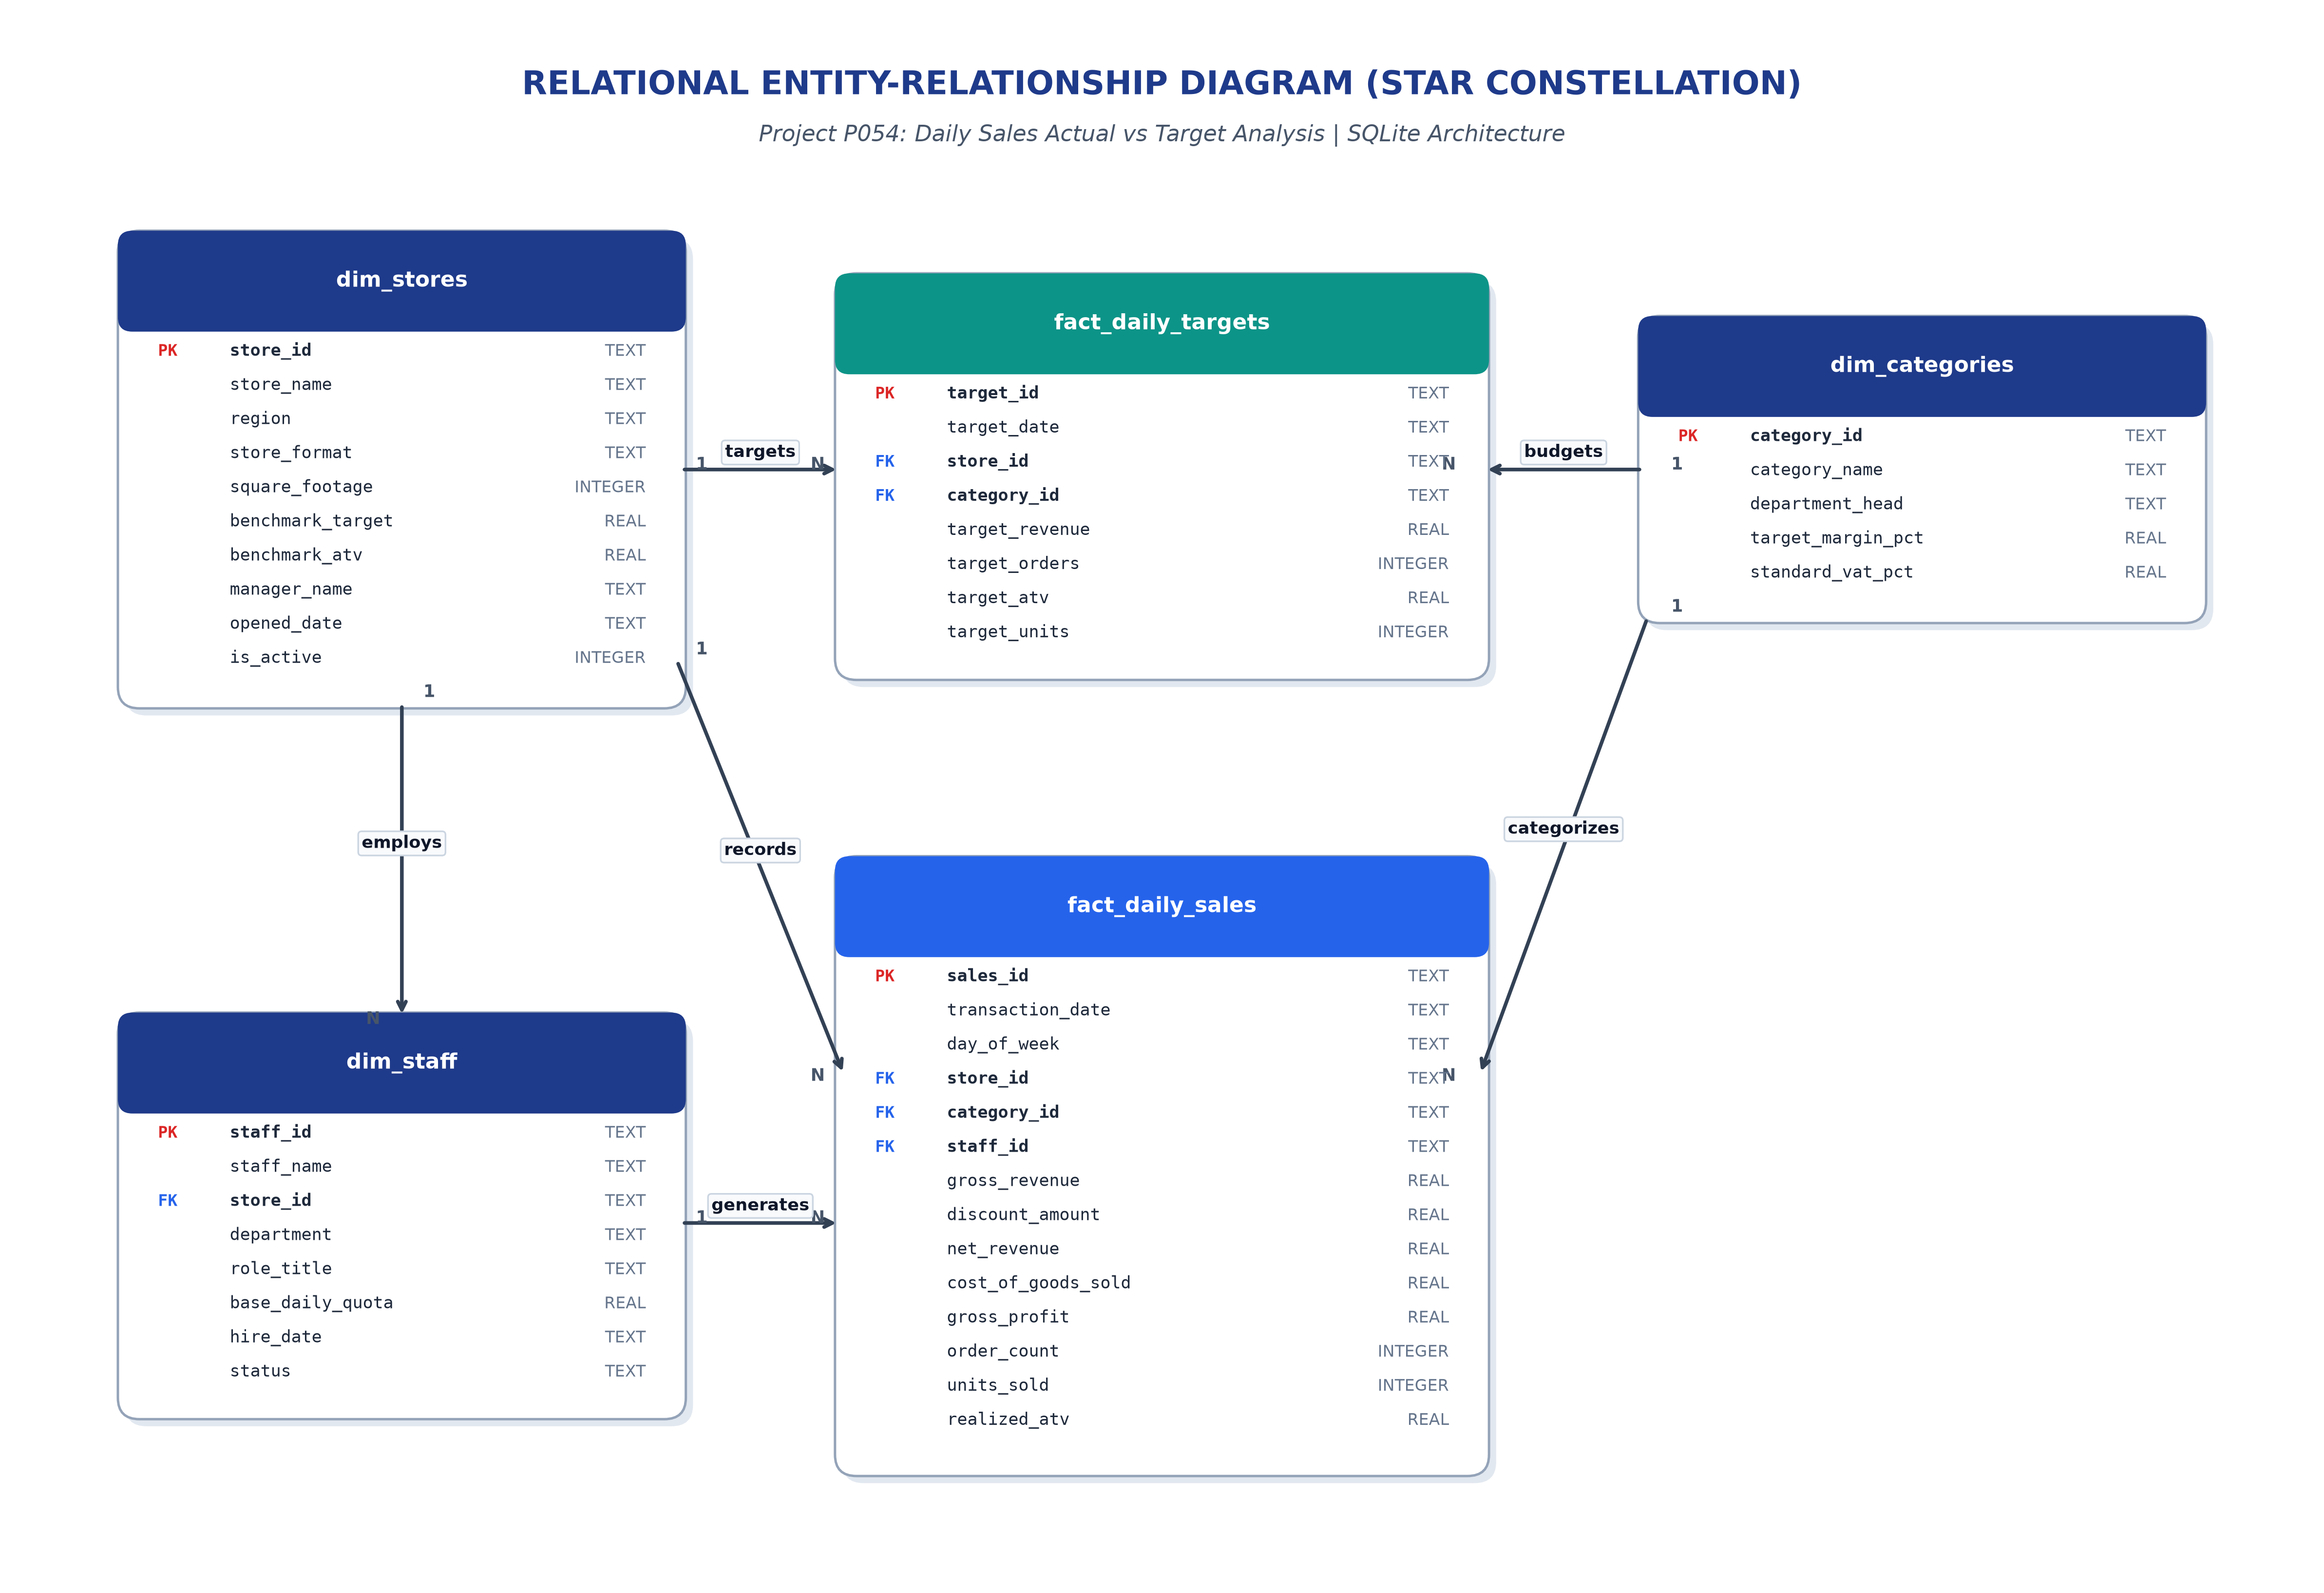 RELATIONAL ENTITY-RELATIONSHIP DIAGRAM (STAR CONSTELLATION)
Project P054: Daily Sales Actual vs Target Analysis | SQLite Architecture
dim_stores
PK store_id TEXT
store_name TEXT
region TEXT
store_format TEXT
square_footage INTEGER
benchmark_target REAL
benchmark_atv REAL
manager_name TEXT
opened_date TEXT
is_active INTEGER
1
1 targets N
fact_daily_targets
PK target_id TEXT
target_date TEXT
FK store_id TEXT
FK category_id TEXT
target_revenue REAL
target_orders INTEGER
target_atv REAL
target_units INTEGER
N budgets 1
dim_categories
PK category_id TEXT
category_name TEXT
department_head TEXT
target_margin_pct REAL
standard_vat_pct REAL
1
employs
N
1
records
N
categorizes
N
dim_staff
PK staff_id TEXT
staff_name TEXT
FK store_id TEXT
department TEXT
role_title TEXT
base_daily_quota REAL
hire_date TEXT
status TEXT
1 generates N
fact_daily_sales
PK sales_id TEXT
transaction_date TEXT
day_of_week TEXT
FK store_id TEXT
FK category_id TEXT
FK staff_id TEXT
gross_revenue REAL
discount_amount REAL
net_revenue REAL
cost_of_goods_sold REAL
gross_profit REAL
order_count INTEGER
units_sold INTEGER
realized_atv REAL